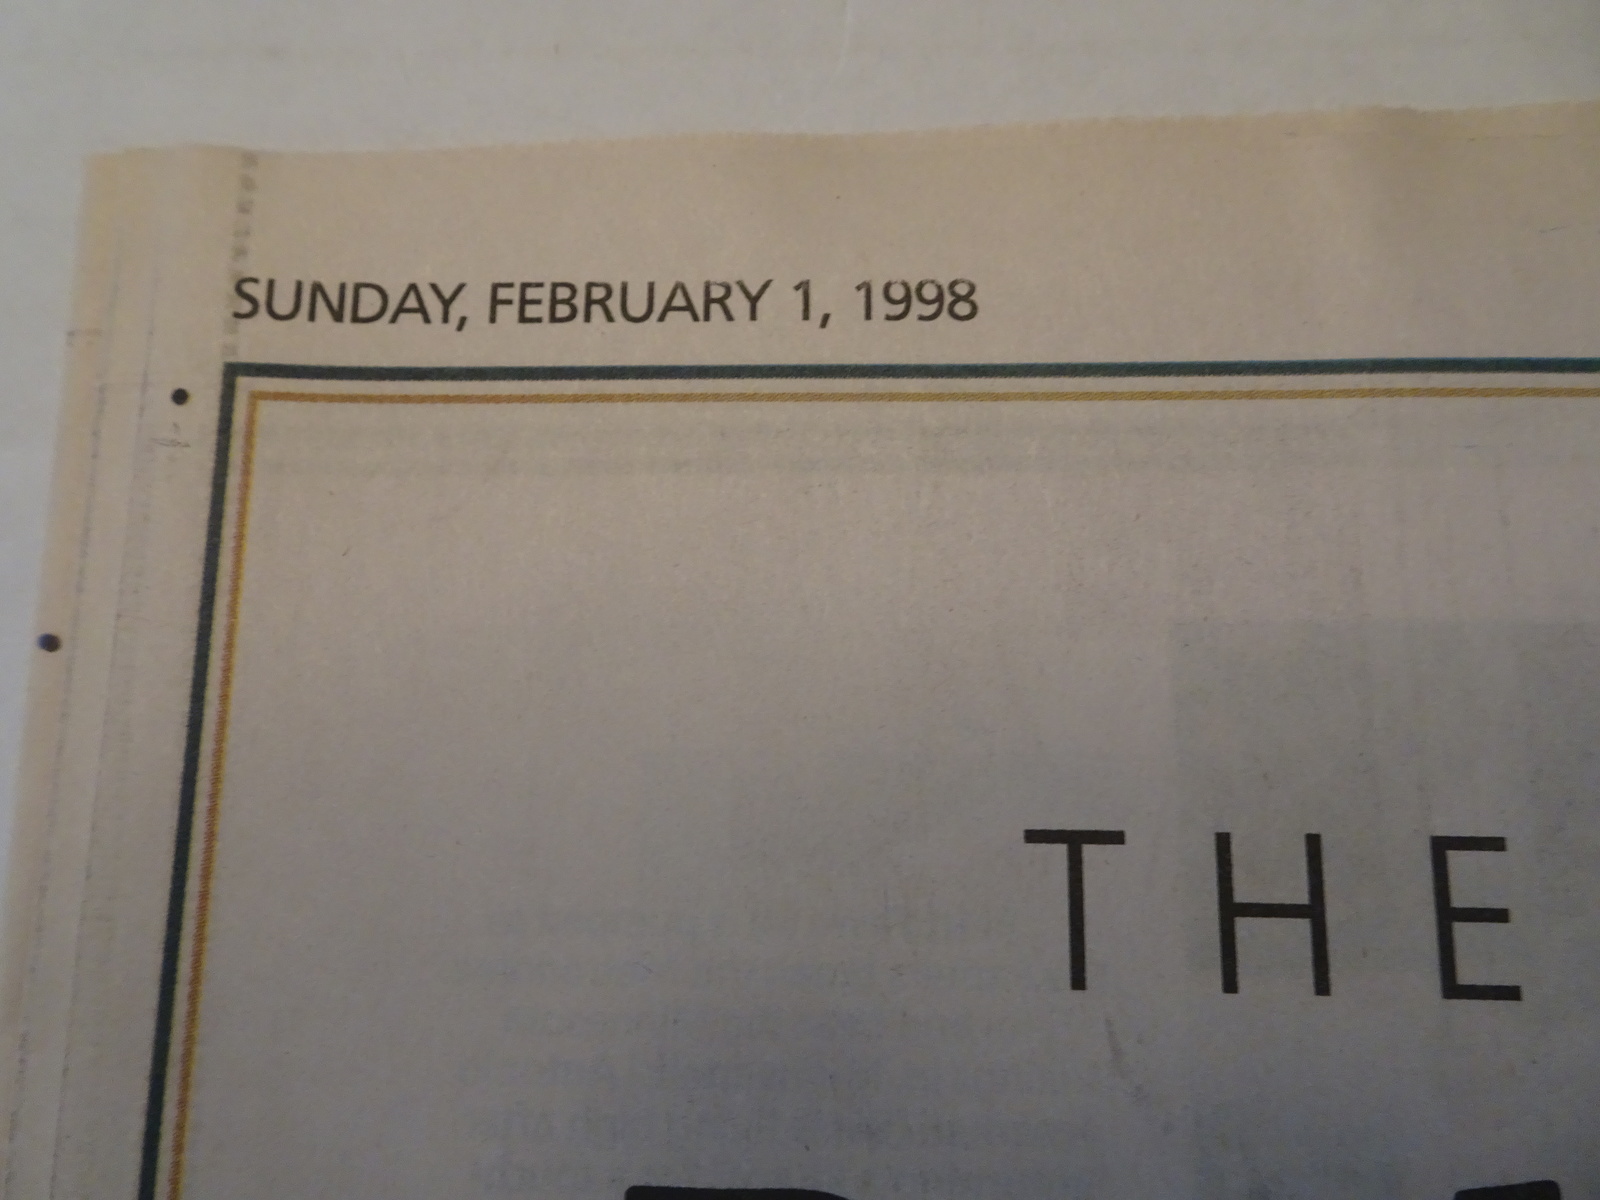 SUNDAY, FEBRUARY 1, 1998
THE